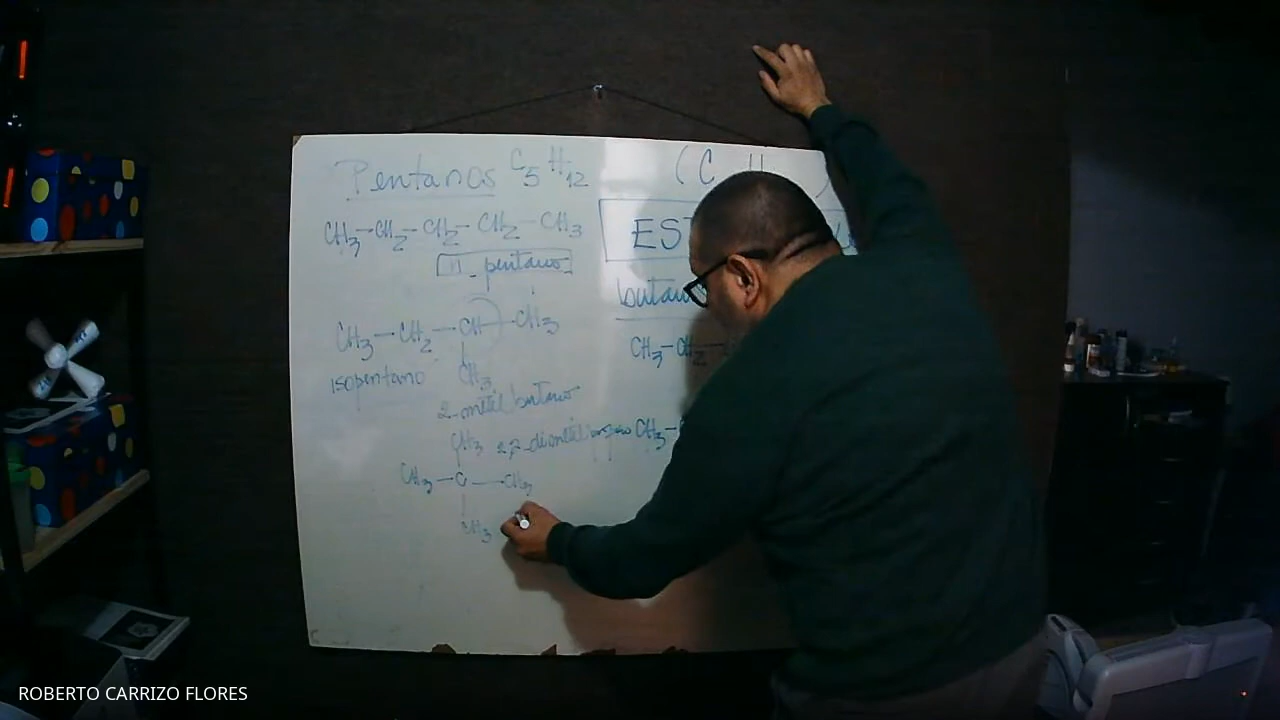 Pentanos C5H12
CH3-CH2-CH2-CH2-CH3
n-pentano
CH3-CH2-CH-CH3
CH3
isopentano
2-metil butano
CH3 2,2-dimetil propano
CH3-C-CH3
CH3
(C H )
EST
butan
CH3-CH2-
CH3-
ROBERTO CARRIZO FLORES